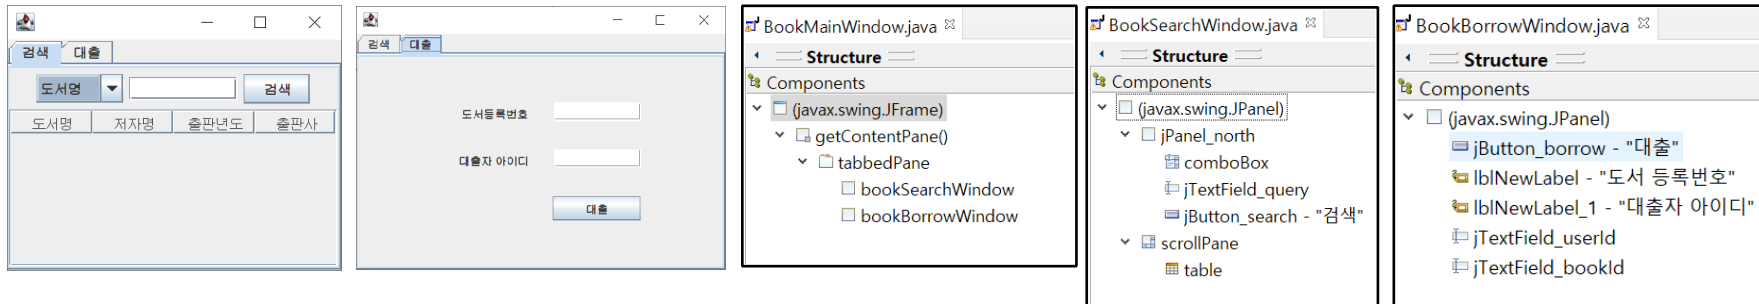 검색 대출
도서명 검색
도서명 저자명 출판년도 출판사
검색 대출
도서등록번호
대출자 아이디
대출
BookMainWindow.java
Structure
Components
(javax.swing.JFrame)
getContentPane()
tabbedPane
bookSearchWindow
bookBorrowWindow
BookSearchWindow.java
Structure
Components
(javax.swing.JPanel)
jPanel_north
comboBox
jTextField_query
jButton_search - "검색"
scrollPane
table
BookBorrowWindow.java
Structure
Components
(javax.swing.JPanel)
jButton_borrow - "대출"
lblNewLabel - "도서 등록번호"
lblNewLabel_1 - "대출자 아이디"
jTextField_userId
jTextField_bookId